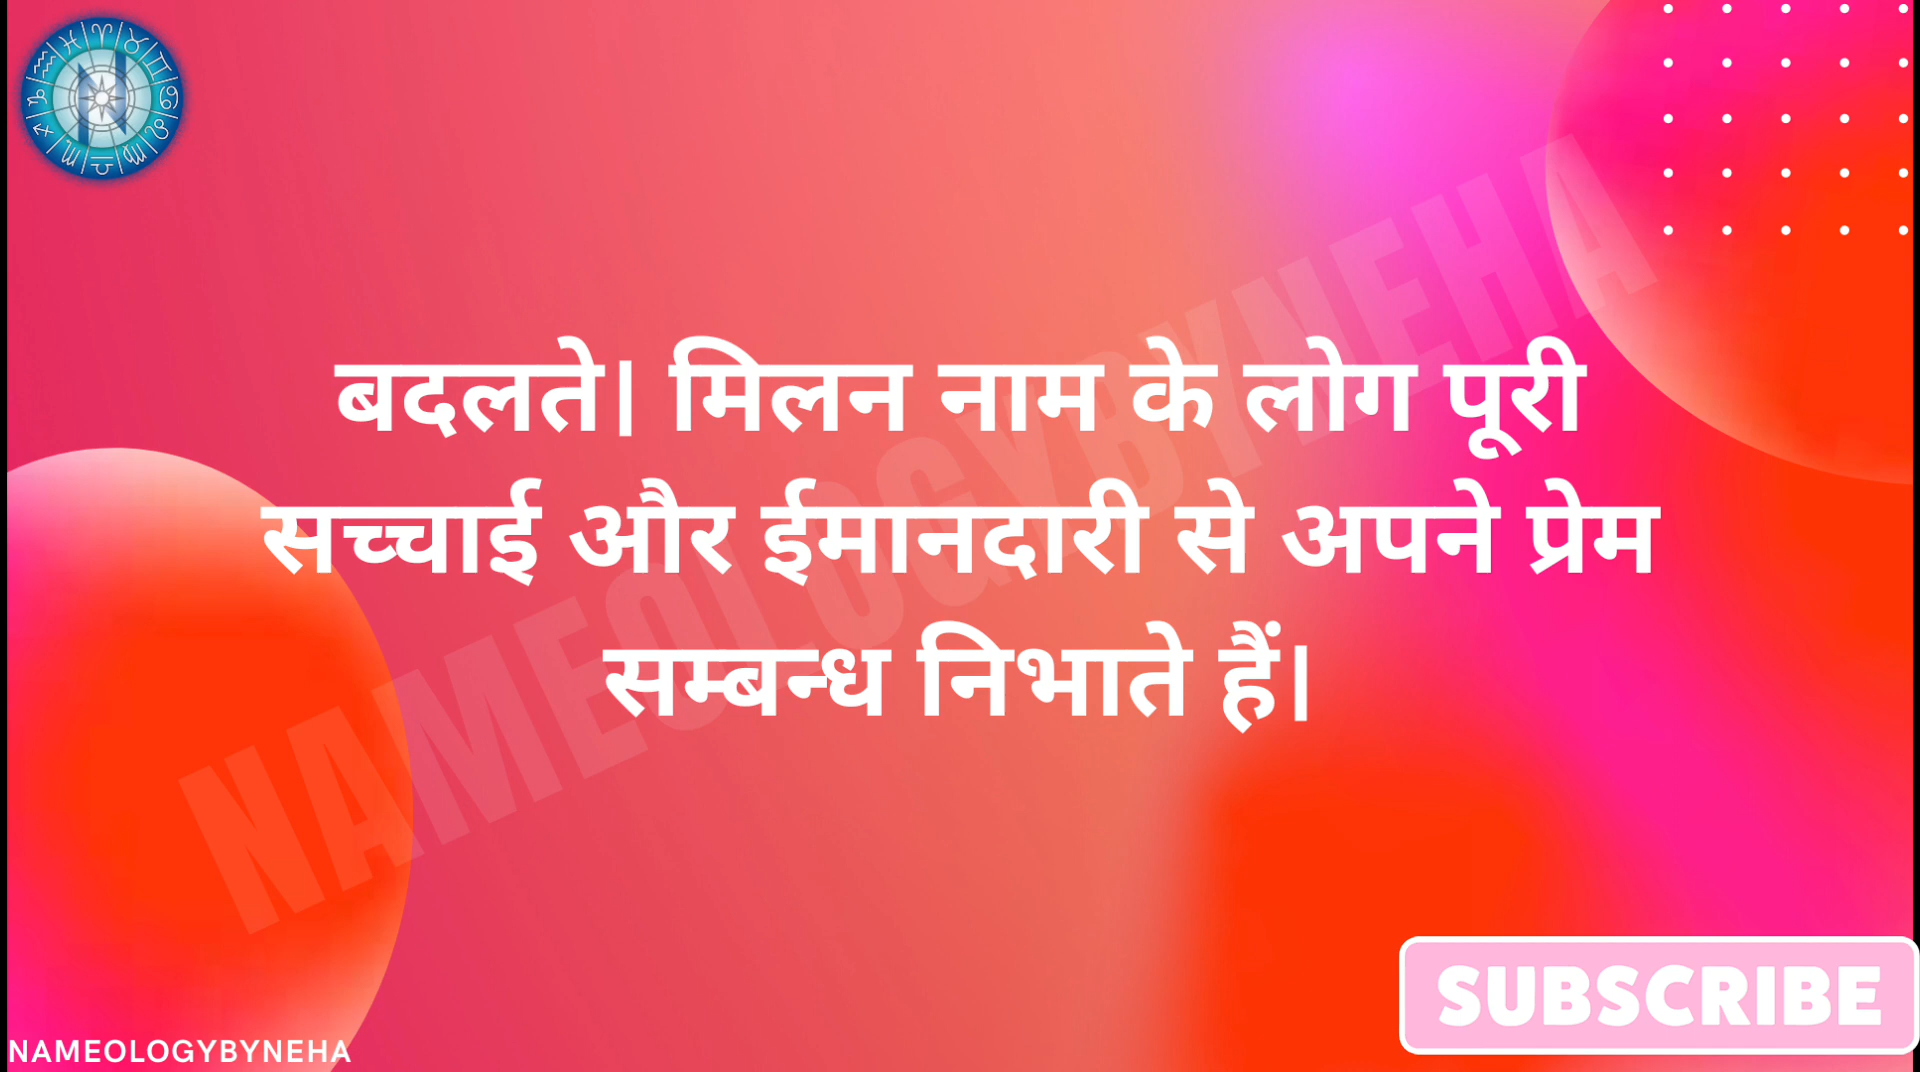 बदलते। मिलन नाम के लोग पूरी
सच्चाई और ईमानदारी से अपने प्रेम
सम्बन्ध निभाते हैं।
NAMEOLOGYBYNEHA
SUBSCRIBE
NAMEOLOGYBYNEHA